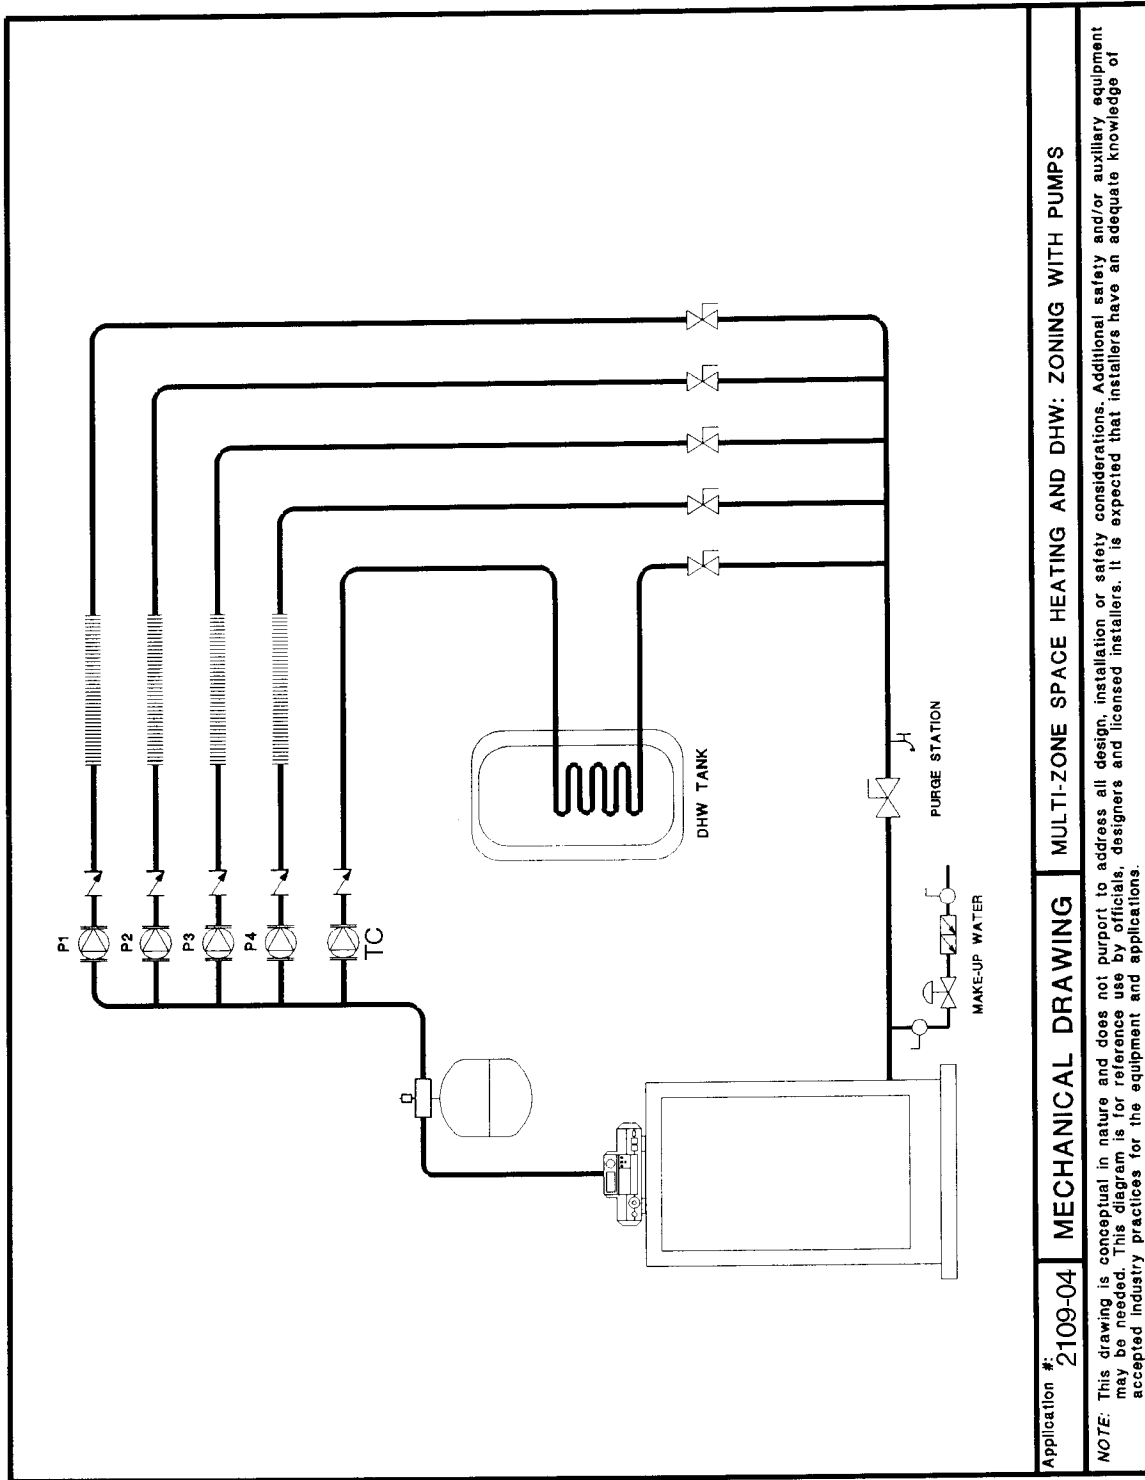 P1
P2
P3
P4
TC
DHW TANK
PURGE STATION
MAKE-UP WATER
Application #:
2109-04
MECHANICAL DRAWING
MULTI-ZONE SPACE HEATING AND DHW: ZONING WITH PUMPS
NOTE: This drawing is conceptual in nature and does not purport to address all design, installation or safety considerations. Additional safety and/or auxiliary equipment
may be needed. This diagram is for reference use by officials, designers and licensed installers. It is expected that installers have an adequate knowledge of
accepted industry practices for the equipment and applications.